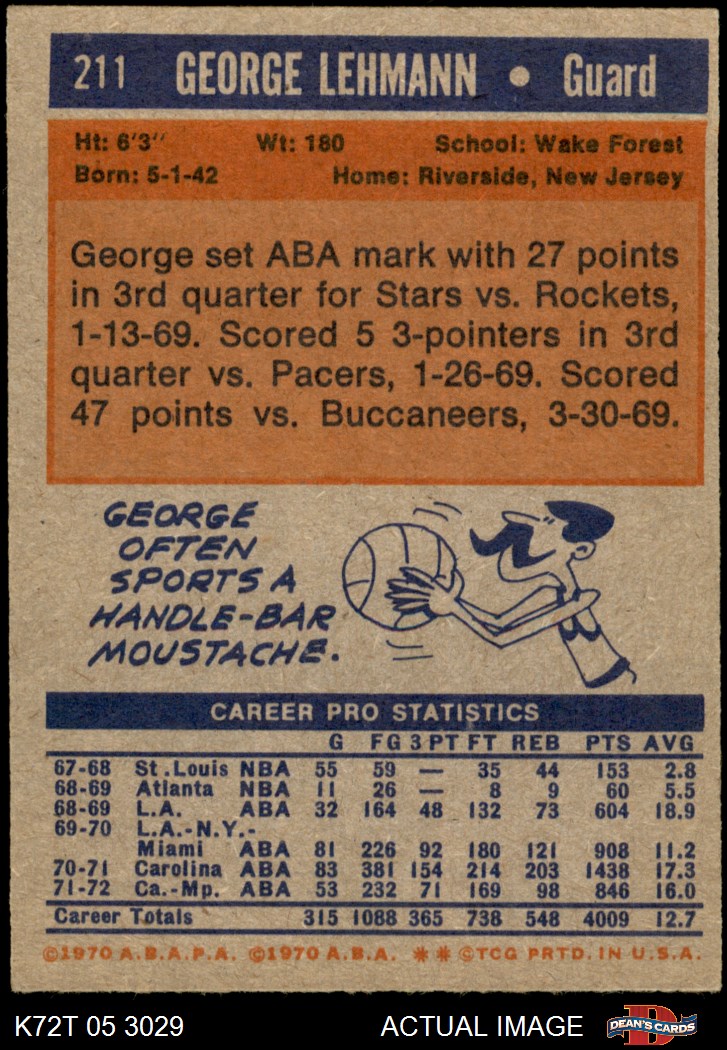 211 GEORGE LEHMANN • Guard
Ht: 6'3" Wt: 180 School: Wake Forest
Born: 5-1-42 Home: Riverside, New Jersey
George set ABA mark with 27 points
in 3rd quarter for Stars vs. Rockets,
1-13-69. Scored 5 3-pointers in 3rd
quarter vs. Pacers, 1-26-69. Scored
47 points vs. Buccaneers, 3-30-69.
GEORGE
OFTEN
SPORTS A
HANDLE-BAR
MOUSTACHE.
CAREER PRO STATISTICS
G FG 3 PT FT REB PTS AVG
67-68 St.Louis NBA 55 59 — 35 44 153 2.8
68-69 Atlanta NBA 11 26 — 8 9 60 5.5
68-69 L.A. ABA 32 164 48 132 73 604 18.9
69-70 L.A.-N.Y.-
Miami ABA 81 226 92 180 121 908 11.2
70-71 Carolina ABA 83 381 154 214 203 1438 17.3
71-72 Ca.-Mp. ABA 53 232 71 169 98 846 16.0
Career Totals 315 1088 365 738 548 4009 12.7
©1970 A.B.A.P.A. ©1970 A.B.A. ✱✱©TCG PRTD. IN U.S.A.
K72T 05 3029 ACTUAL IMAGE D DEAN'S CARDS